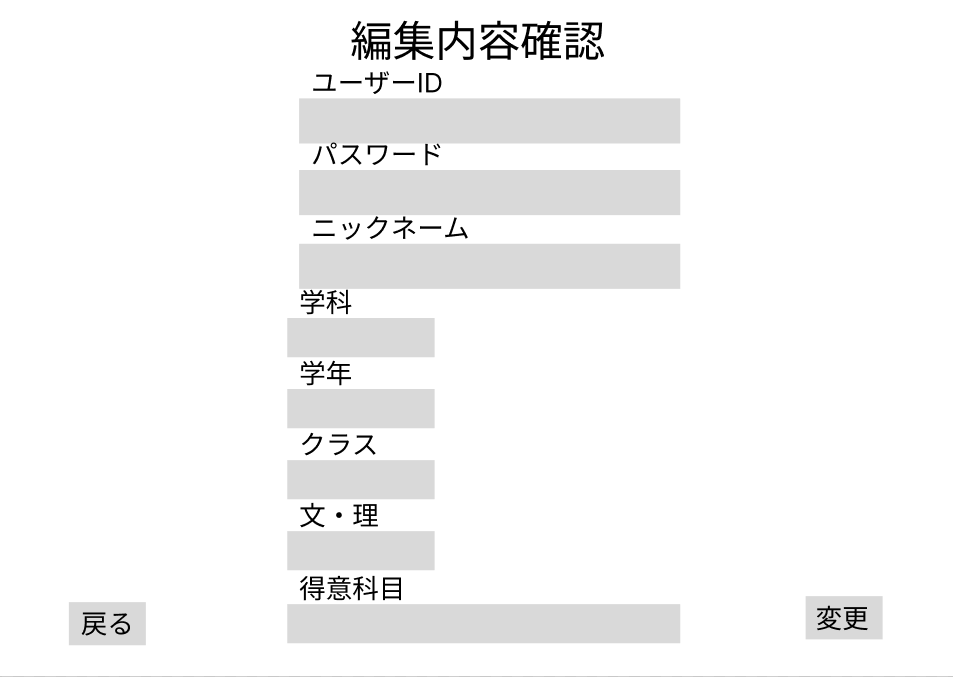 編集内容確認
ユーザーID
パスワード
ニックネーム
学科
学年
クラス
文・理
得意科目
戻る
変更